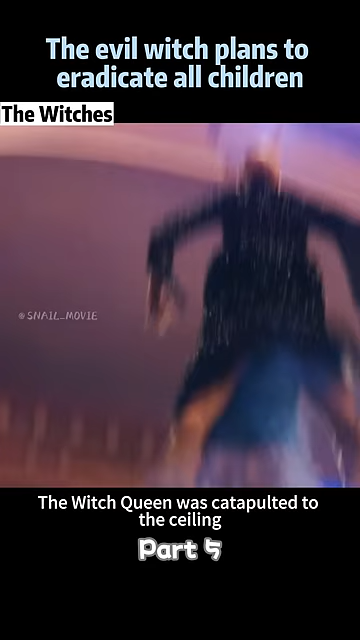 The evil witch plans to
eradicate all children
The Witches
@SNAIL_MOVIE
The Witch Queen was catapulted to
the ceiling
Part 5